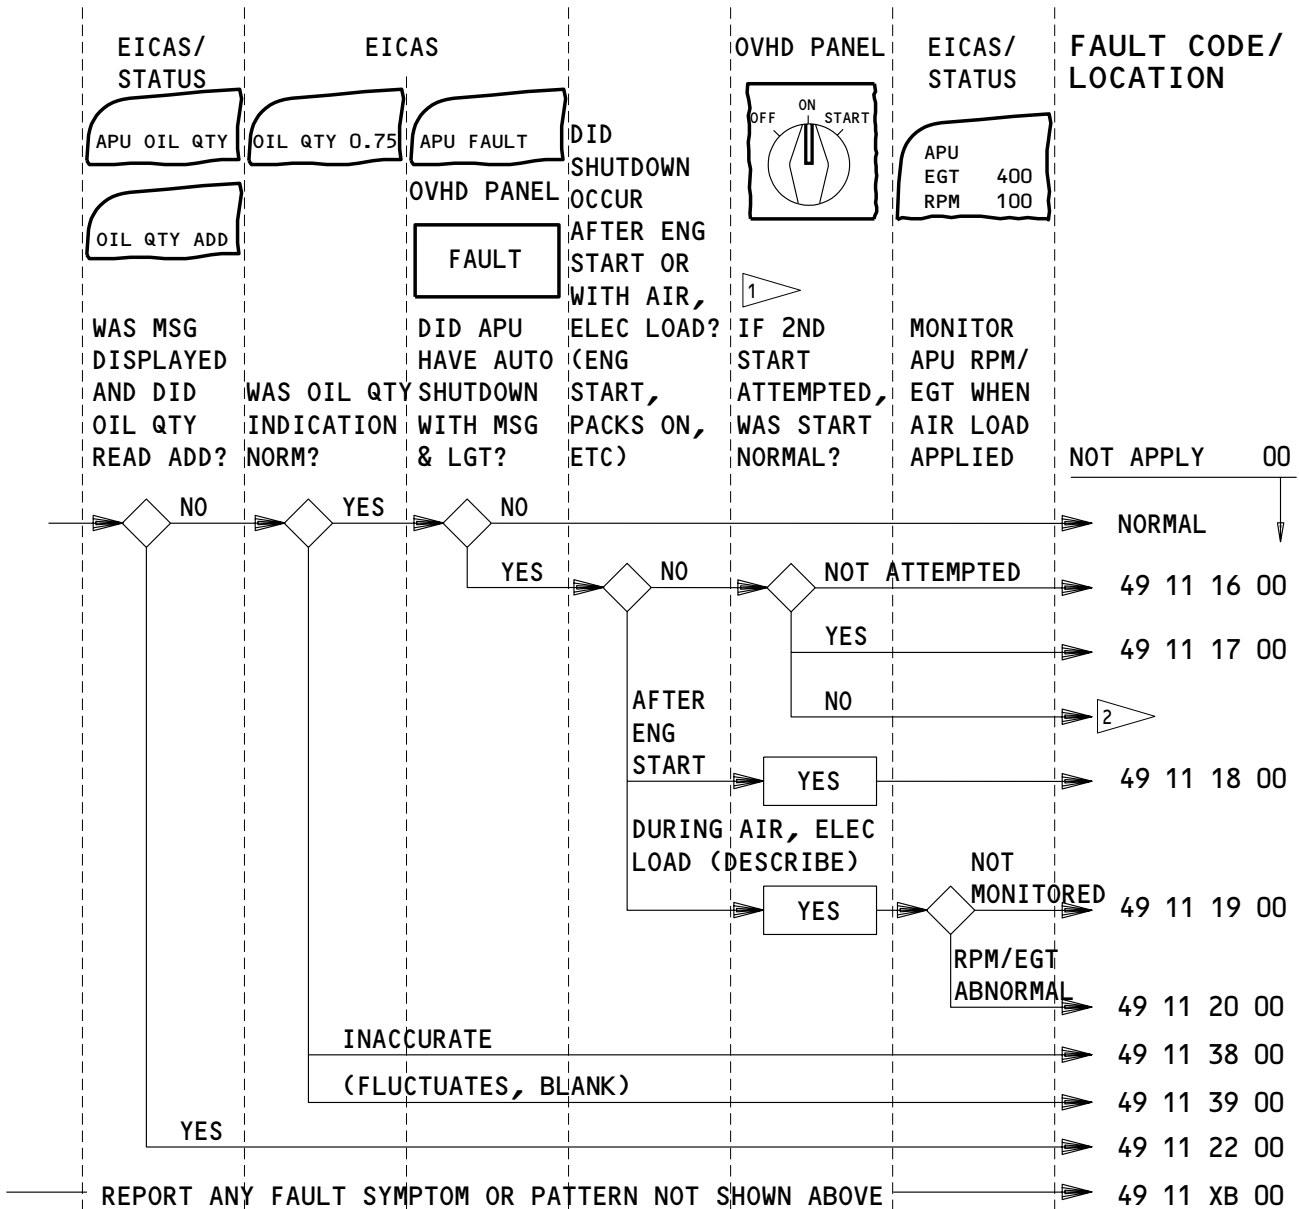 EICAS/
STATUS
APU OIL QTY
OIL QTY ADD
WAS MSG
DISPLAYED
AND DID
OIL QTY
READ ADD?
EICAS
OIL QTY 0.75
WAS OIL QTY
INDICATION
NORM?
APU FAULT
OVHD PANEL
FAULT
DID APU
HAVE AUTO
SHUTDOWN
WITH MSG
& LGT?
DID
SHUTDOWN
OCCUR
AFTER ENG
START OR
WITH AIR,
ELEC LOAD?
(ENG
START,
PACKS ON,
ETC)
OVHD PANEL
OFF
ON
START
1
IF 2ND
START
ATTEMPTED,
WAS START
NORMAL?
EICAS/
STATUS
APU
EGT 400
RPM 100
MONITOR
APU RPM/
EGT WHEN
AIR LOAD
APPLIED
FAULT CODE/
LOCATION
NOT APPLY 00
NO
YES
NO
NORMAL
YES
NO
NOT ATTEMPTED
49 11 16 00
YES
49 11 17 00
NO
2
AFTER
ENG
START
YES
49 11 18 00
DURING AIR, ELEC
LOAD (DESCRIBE)
YES
NOT
MONITORED
49 11 19 00
RPM/EGT
ABNORMAL
49 11 20 00
INACCURATE
49 11 38 00
(FLUCTUATES, BLANK)
49 11 39 00
YES
49 11 22 00
REPORT ANY FAULT SYMPTOM OR PATTERN NOT SHOWN ABOVE
49 11 XB 00